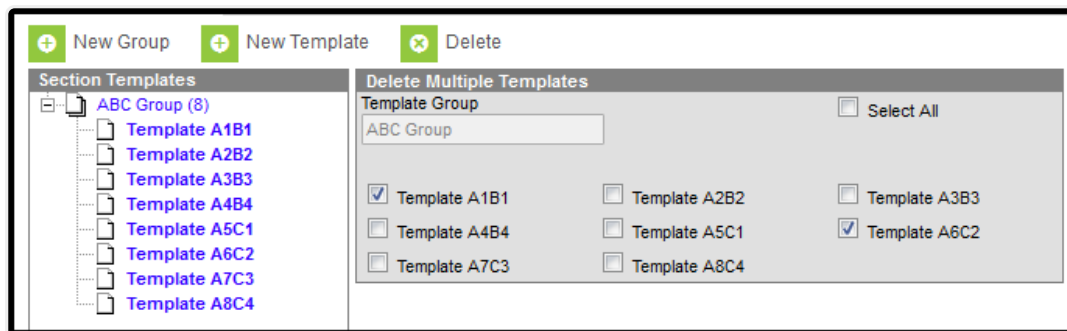 New Group New Template Delete
Section Templates
ABC Group (8)
Template A1B1
Template A2B2
Template A3B3
Template A4B4
Template A5C1
Template A6C2
Template A7C3
Template A8C4
Delete Multiple Templates
Template Group
Select All
ABC Group
Template A1B1 Template A2B2 Template A3B3
Template A4B4 Template A5C1 Template A6C2
Template A7C3 Template A8C4